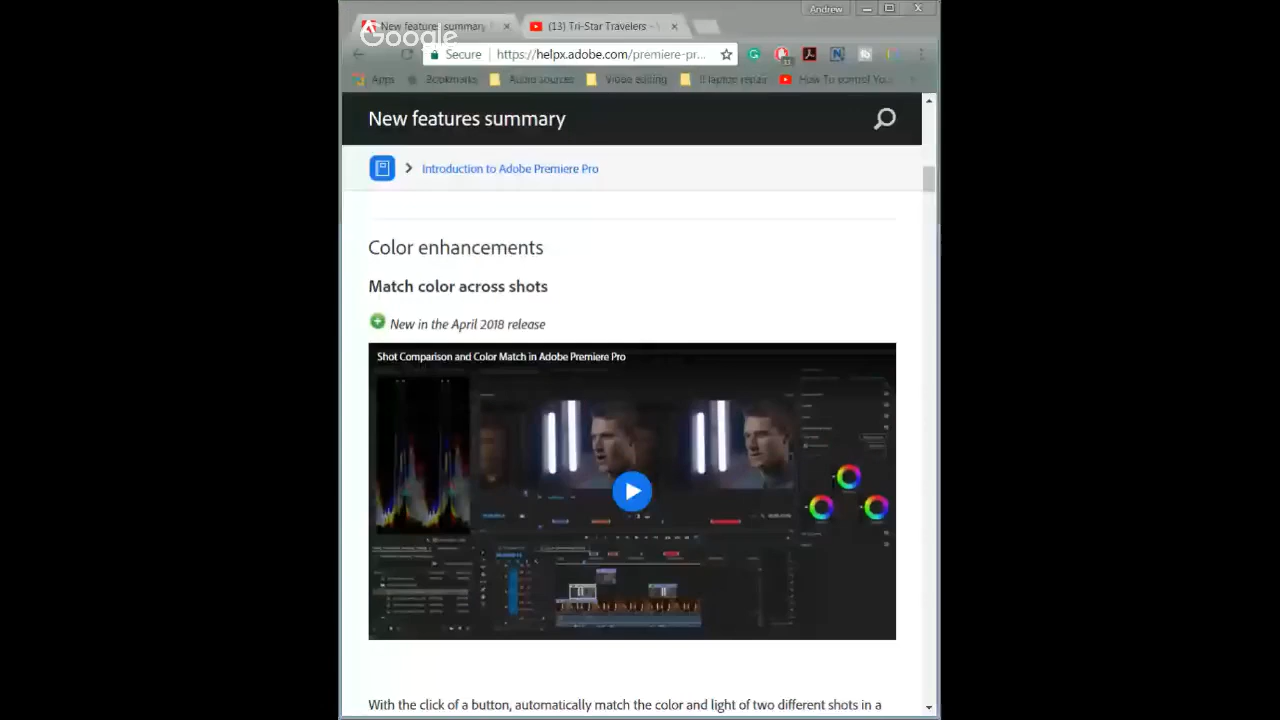 Andrew
New features summary
(13) Tri-Star Travelers -
Google
Secure https://helpx.adobe.com/premiere-pr...
Apps Bookmarks Audio sources Video editing !! laptop repair How To Control You...
New features summary
Introduction to Adobe Premiere Pro
Color enhancements
Match color across shots
New in the April 2018 release
Shot Comparison and Color Match in Adobe Premiere Pro
With the click of a button, automatically match the color and light of two different shots in a